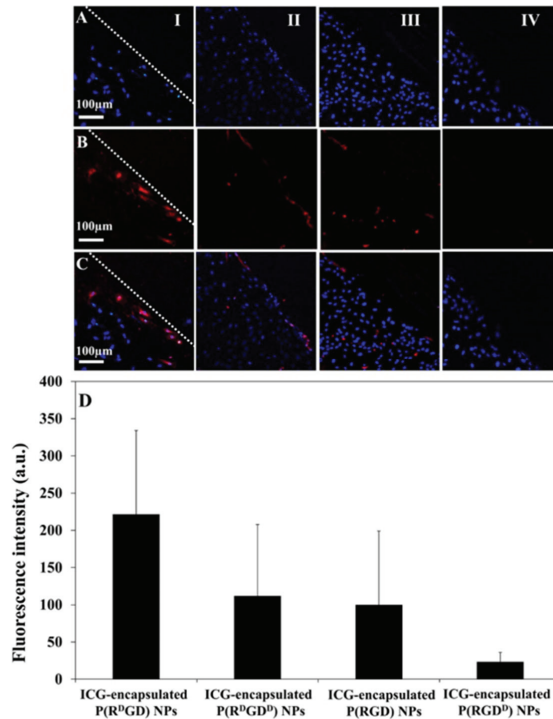 A I II III IV
100μm
B
100μm
C
100μm
D
400
350
300
250
200
150
100
50
0
Fluorescence intensity (a.u.)
ICG-encapsulated P(RᴰGD) NPs
ICG-encapsulated P(RᴰGDᴰ) NPs
ICG-encapsulated P(RGD) NPs
ICG-encapsulated P(RGDᴰ) NPs